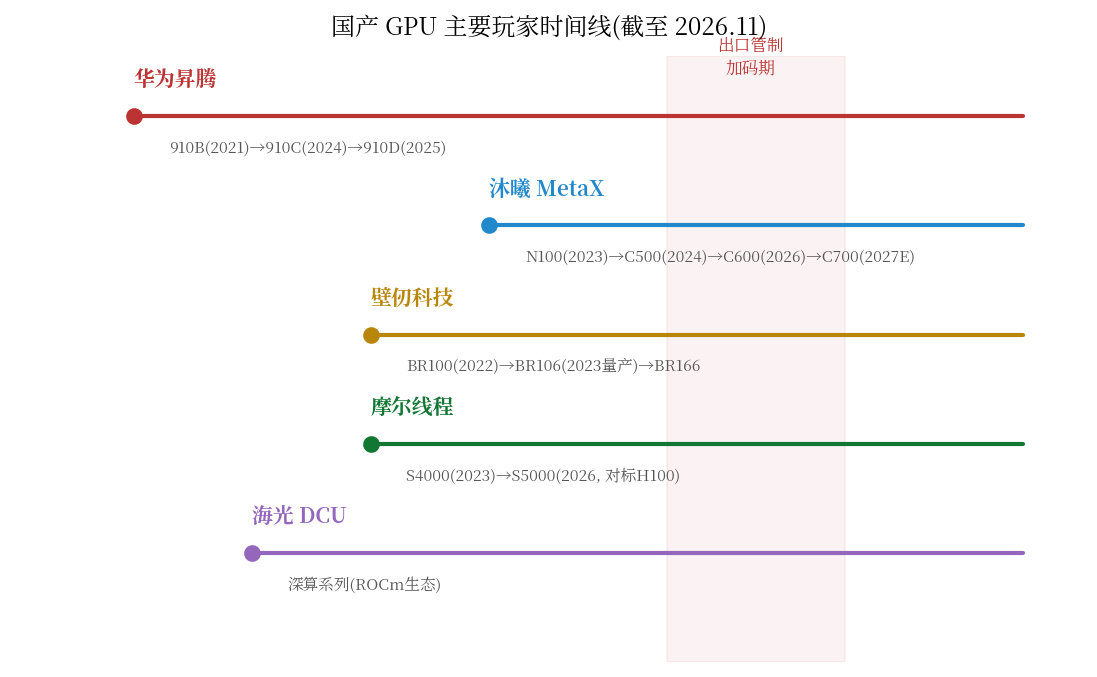 国产 GPU 主要玩家时间线(截至 2026.11)
出口管制
加码期
华为昇腾
910B(2021)→910C(2024)→910D(2025)
沐曦 MetaX
N100(2023)→C500(2024)→C600(2026)→C700(2027E)
壁仞科技
BR100(2022)→BR106(2023量产)→BR166
摩尔线程
S4000(2023)→S5000(2026, 对标H100)
海光 DCU
深算系列(ROCm生态)